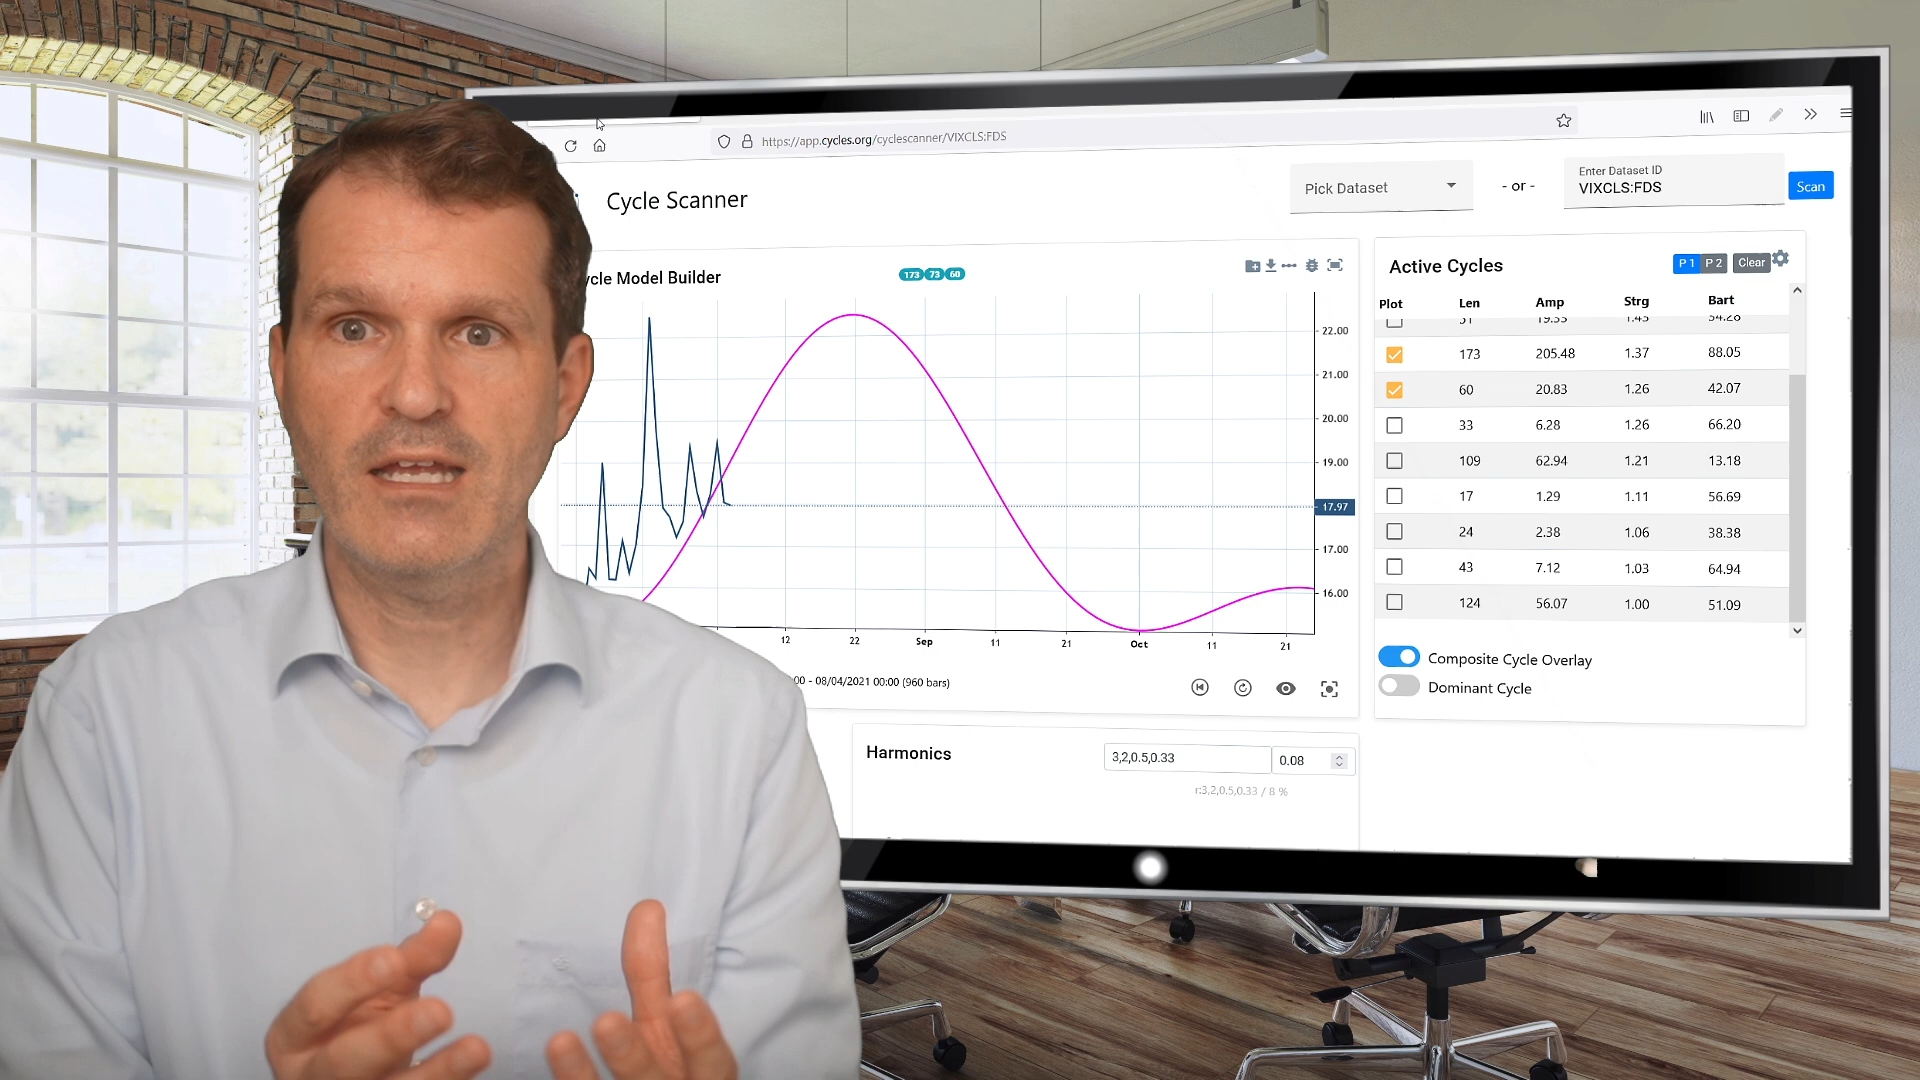 https://app.cycles.org/cyclescanner/VIXCLS:FDS
Cycle Scanner
Pick Dataset
- or -
Enter Dataset ID
VIXCLS:FDS
Scan
ycle Model Builder
173 73 60
22.00
21.00
20.00
19.00
17.97
17.00
16.00
12 22 Sep 11 21 Oct 11 21
00 - 08/04/2021 00:00 (960 bars)
Active Cycles
P 1 P 2 Clear
Plot Len Amp Strg Bart
173 205.48 1.37 88.05
60 20.83 1.26 42.07
33 6.28 1.26 66.20
109 62.94 1.21 13.18
17 1.29 1.11 56.69
24 2.38 1.06 38.38
43 7.12 1.03 64.94
124 56.07 1.00 51.09
Composite Cycle Overlay
Dominant Cycle
Harmonics
3,2,0.5,0.33
0.08
r:3,2,0.5,0.33 / 8 %